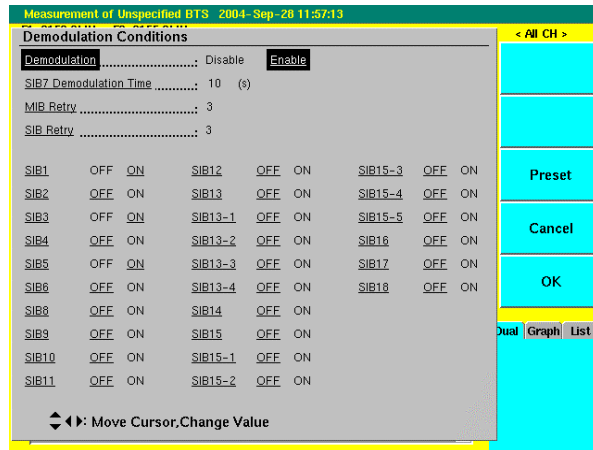 Measurement of Unspecified BTS 2004-Sep-28 11:57:13
Demodulation Conditions
< All CH >
Demodulation ............: Disable Enable
SIB7 Demodulation Time .........: 10 (s)
MIB Retry ............: 3
SIB Retry ............: 3
SIB1 OFF ON SIB12 OFF ON SIB15-3 OFF ON
SIB2 OFF ON SIB13 OFF ON SIB15-4 OFF ON
SIB3 OFF ON SIB13-1 OFF ON SIB15-5 OFF ON
SIB4 OFF ON SIB13-2 OFF ON SIB16 OFF ON
SIB5 OFF ON SIB13-3 OFF ON SIB17 OFF ON
SIB6 OFF ON SIB13-4 OFF ON SIB18 OFF ON
SIB8 OFF ON SIB14 OFF ON
SIB9 OFF ON SIB15 OFF ON
SIB10 OFF ON SIB15-1 OFF ON
SIB11 OFF ON SIB15-2 OFF ON
: Move Cursor,Change Value
Preset
Cancel
OK
Dual Graph List